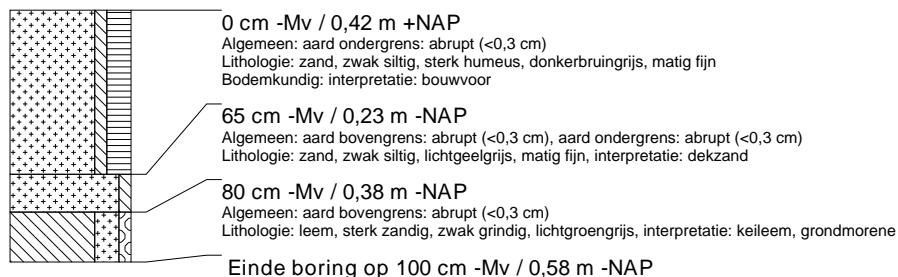 0 cm -Mv / 0,42 m +NAP
Algemeen: aard ondergrens: abrupt (<0,3 cm)
Lithologie: zand, zwak siltig, sterk humeus, donkerbruingrijs, matig fijn
Bodemkundig: interpretatie: bouwvoor
65 cm -Mv / 0,23 m -NAP
Algemeen: aard bovengrens: abrupt (<0,3 cm), aard ondergrens: abrupt (<0,3 cm)
Lithologie: zand, zwak siltig, lichtgeelgrijs, matig fijn, interpretatie: dekzand
80 cm -Mv / 0,38 m -NAP
Algemeen: aard bovengrens: abrupt (<0,3 cm)
Lithologie: leem, sterk zandig, zwak grindig, lichtgroengrijs, interpretatie: keileem, grondmorene
Einde boring op 100 cm -Mv / 0,58 m -NAP